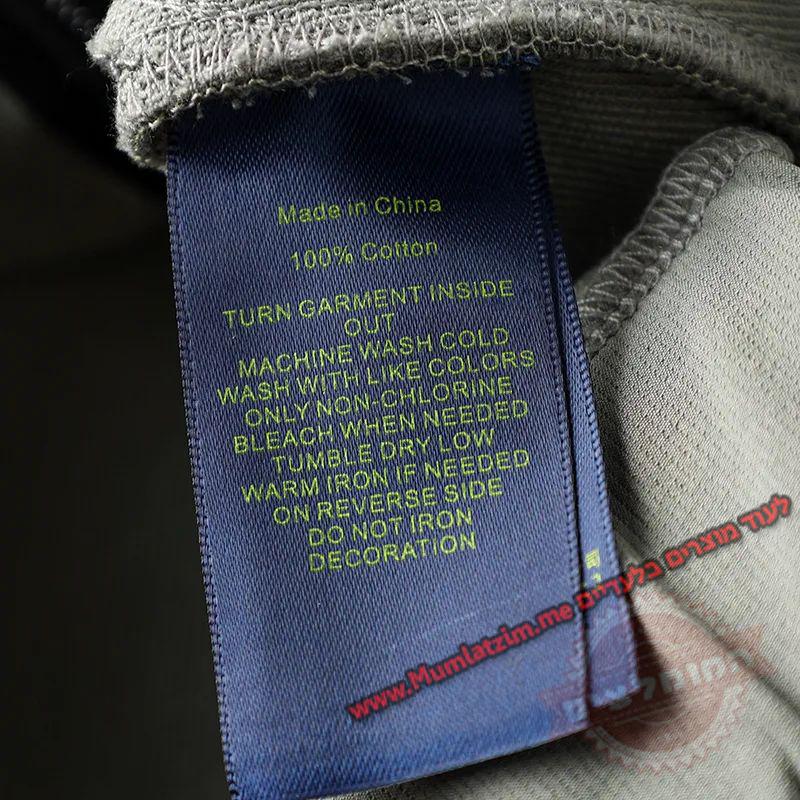 Made in China
100% Cotton
TURN GARMENT INSIDE
OUT
MACHINE WASH COLD
WASH WITH LIKE COLORS
ONLY NON-CHLORINE
BLEACH WHEN NEEDED
TUMBLE DRY LOW
WARM IRON IF NEEDED
ON REVERSE SIDE
DO NOT IRON
DECORATION
לעוד מוצרים בלעדיים www.Mumlatzim.me
המומלצים